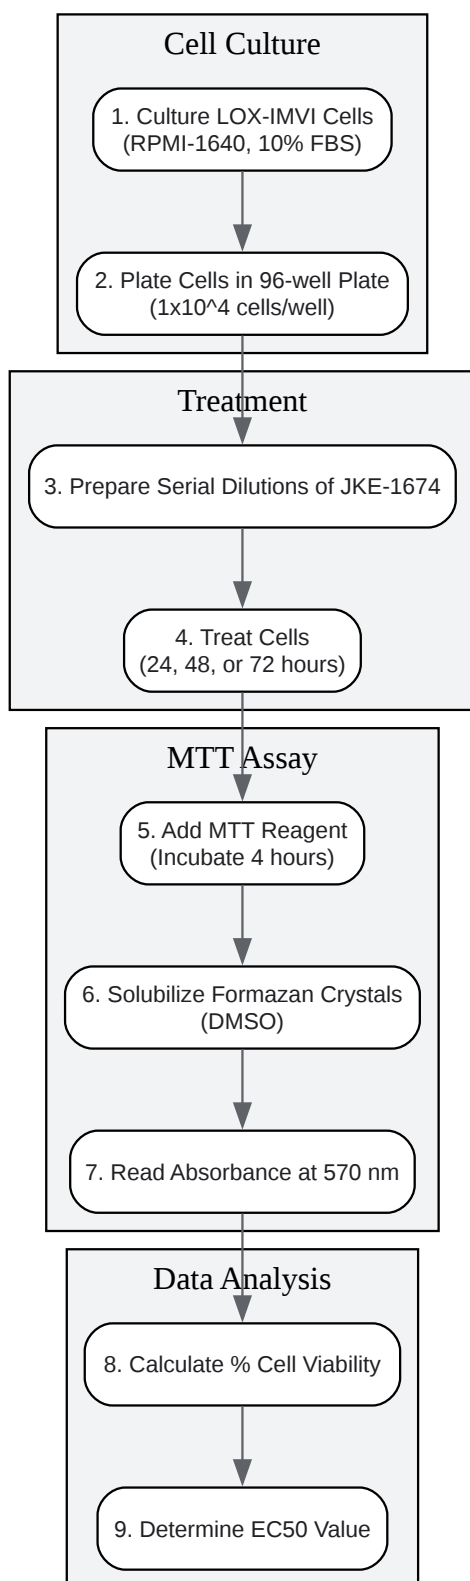 Cell Culture
1. Culture LOX-IMVI Cells
(RPMI-1640, 10% FBS)
2. Plate Cells in 96-well Plate
(1x10^4 cells/well)
Treatment
3. Prepare Serial Dilutions of JKE-1674
4. Treat Cells
(24, 48, or 72 hours)
MTT Assay
5. Add MTT Reagent
(Incubate 4 hours)
6. Solubilize Formazan Crystals
(DMSO)
7. Read Absorbance at 570 nm
Data Analysis
8. Calculate % Cell Viability
9. Determine EC50 Value